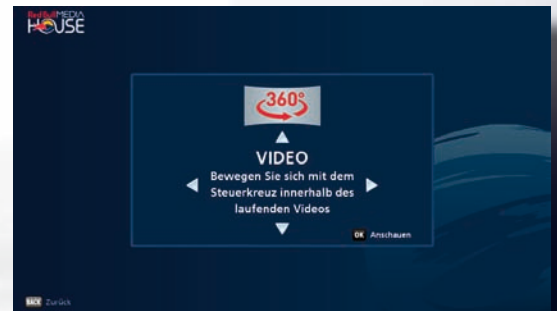 Red Bull MEDIA
HOUSE
360°
VIDEO
Bewegen Sie sich mit dem
Steuerkreuz innerhalb des
laufenden Videos
OK Anschauen
BACK Zurück